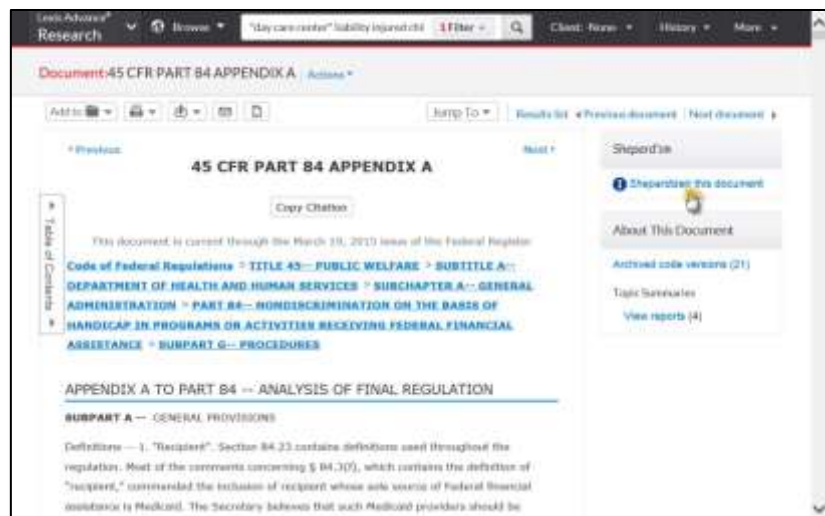 Lexis Advance®
Research
Browse
"day care center" liability injured chi
1 Filter
Client: None
History
More
Document:45 CFR PART 84 APPENDIX A
Actions
Add to
Jump To
Results list
Previous document
Next document
Previous
Next
45 CFR PART 84 APPENDIX A
Copy Citation
Table of Contents
This document is current through the March 19, 2015 issue of the Federal Register
Code of Federal Regulations > TITLE 45-- PUBLIC WELFARE > SUBTITLE A--
DEPARTMENT OF HEALTH AND HUMAN SERVICES > SUBCHAPTER A-- GENERAL
ADMINISTRATION > PART 84-- NONDISCRIMINATION ON THE BASIS OF
HANDICAP IN PROGRAMS OR ACTIVITIES RECEIVING FEDERAL FINANCIAL
ASSISTANCE > SUBPART G-- PROCEDURES
APPENDIX A TO PART 84 -- ANALYSIS OF FINAL REGULATION
SUBPART A -- GENERAL PROVISIONS
Definitions -- 1. "Recipient". Section 84.23 contains definitions used throughout the
regulation. Most of the comments concerning § 84.3(f), which contains the definition of
"recipient," commended the inclusion of recipient whose sole source of Federal financial
assistance is Medicaid. The Secretary believes that such Medicaid providers should be
this document
About This Document
Archived code versions (21)
Topic Summaries
View reports (4)